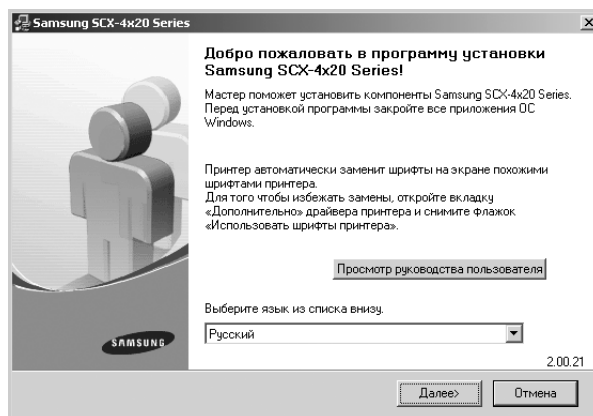 Samsung SCX-4x20 Series
Добро пожаловать в программу установки
Samsung SCX-4x20 Series!
Мастер поможет установить компоненты Samsung SCX-4x20 Series.
Перед установкой программы закройте все приложения ОС
Windows.
Принтер автоматически заменит шрифты на экране похожими
шрифтами принтера.
Для того чтобы избежать замены, откройте вкладку
«Дополнительно» драйвера принтера и снимите флажок
«Использовать шрифты принтера».
Просмотр руководства пользователя
Выберите язык из списка внизу.
SAMSUNG
Русский
2.00.21
Далее>
Отмена